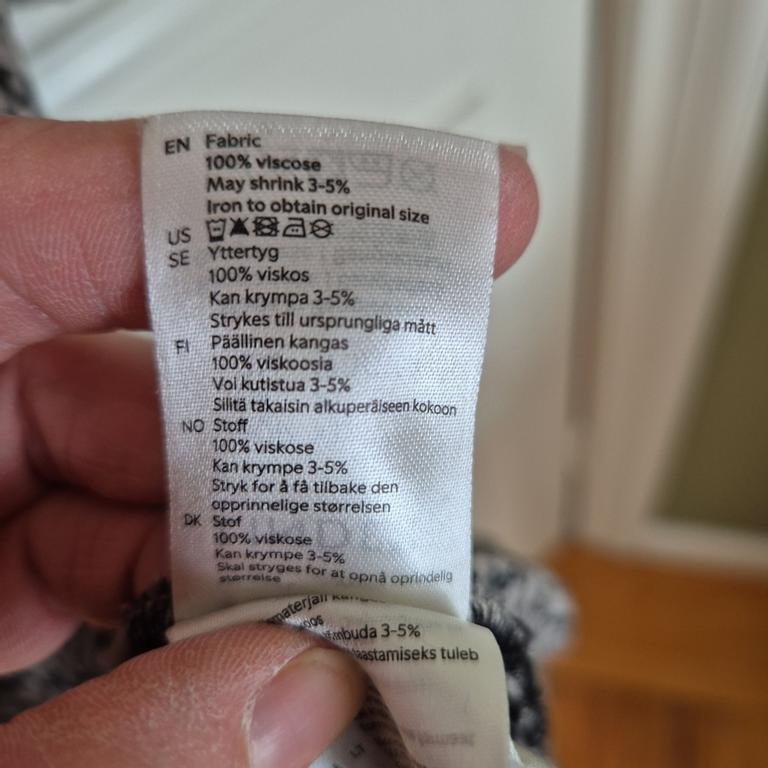 EN Fabric
100% viscose
May shrink 3-5%
Iron to obtain original size
US
SE Yttertyg
100% viskos
Kan krympa 3-5%
Strykes till ursprungliga mått
FI Päällinen kangas
100% viskoosia
Voi kutistua 3-5%
Silitä takaisin alkuperäiseen kokoon
NO Stoff
100% viskose
Kan krympe 3-5%
Stryk for å få tilbake den
opprinnelige størrelsen
DK Stof
100% viskose
Kan krympe 3-5%
Skal stryges for at opnå oprindelig
størrelse
materjali
buda 3-5%
taastamiseks tuleb